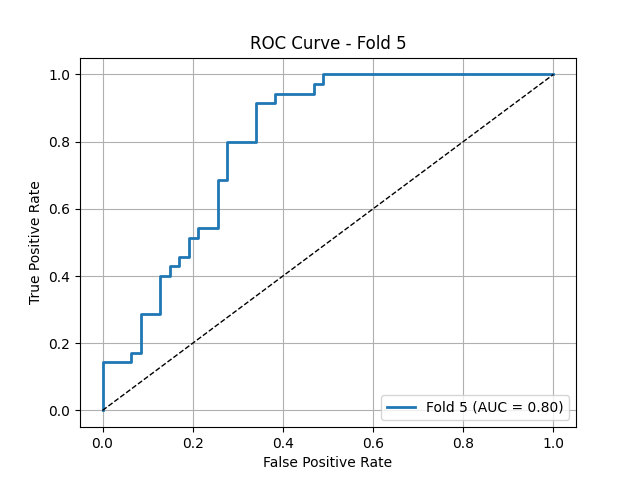 ROC Curve - Fold 5
True Positive Rate
1.0
0.8
0.6
0.4
0.2
0.0
0.0 0.2 0.4 0.6 0.8 1.0
False Positive Rate
Fold 5 (AUC = 0.80)